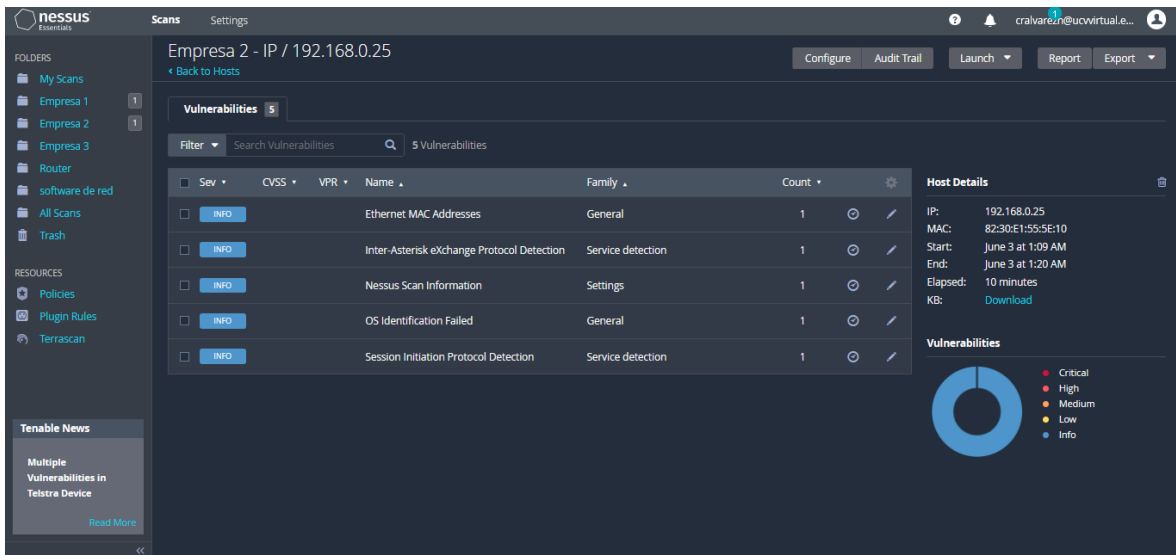 nessus
Essentials
Scans
Settings
1
cralvarezn@ucvvirtual.e...
FOLDERS
My Scans
Empresa 1 1
Empresa 2 1
Empresa 3
Router
software de red
All Scans
Trash
RESOURCES
Policies
Plugin Rules
Terrascan
Tenable News
Multiple
Vulnerabilities in
Telstra Device
Read More
Empresa 2 - IP / 192.168.0.25
Back to Hosts
Configure
Audit Trail
Launch
Report
Export
Vulnerabilities 5
Filter
Search Vulnerabilities
5 Vulnerabilities
Sev CVSS VPR Name Family Count
INFO Ethernet MAC Addresses General 1
INFO Inter-Asterisk eXchange Protocol Detection Service detection 1
INFO Nessus Scan Information Settings 1
INFO OS Identification Failed General 1
INFO Session Initiation Protocol Detection Service detection 1
Host Details
IP: 192.168.0.25
MAC: 82:30:E1:55:5E:10
Start: June 3 at 1:09 AM
End: June 3 at 1:20 AM
Elapsed: 10 minutes
KB: Download
Vulnerabilities
Critical
High
Medium
Low
Info